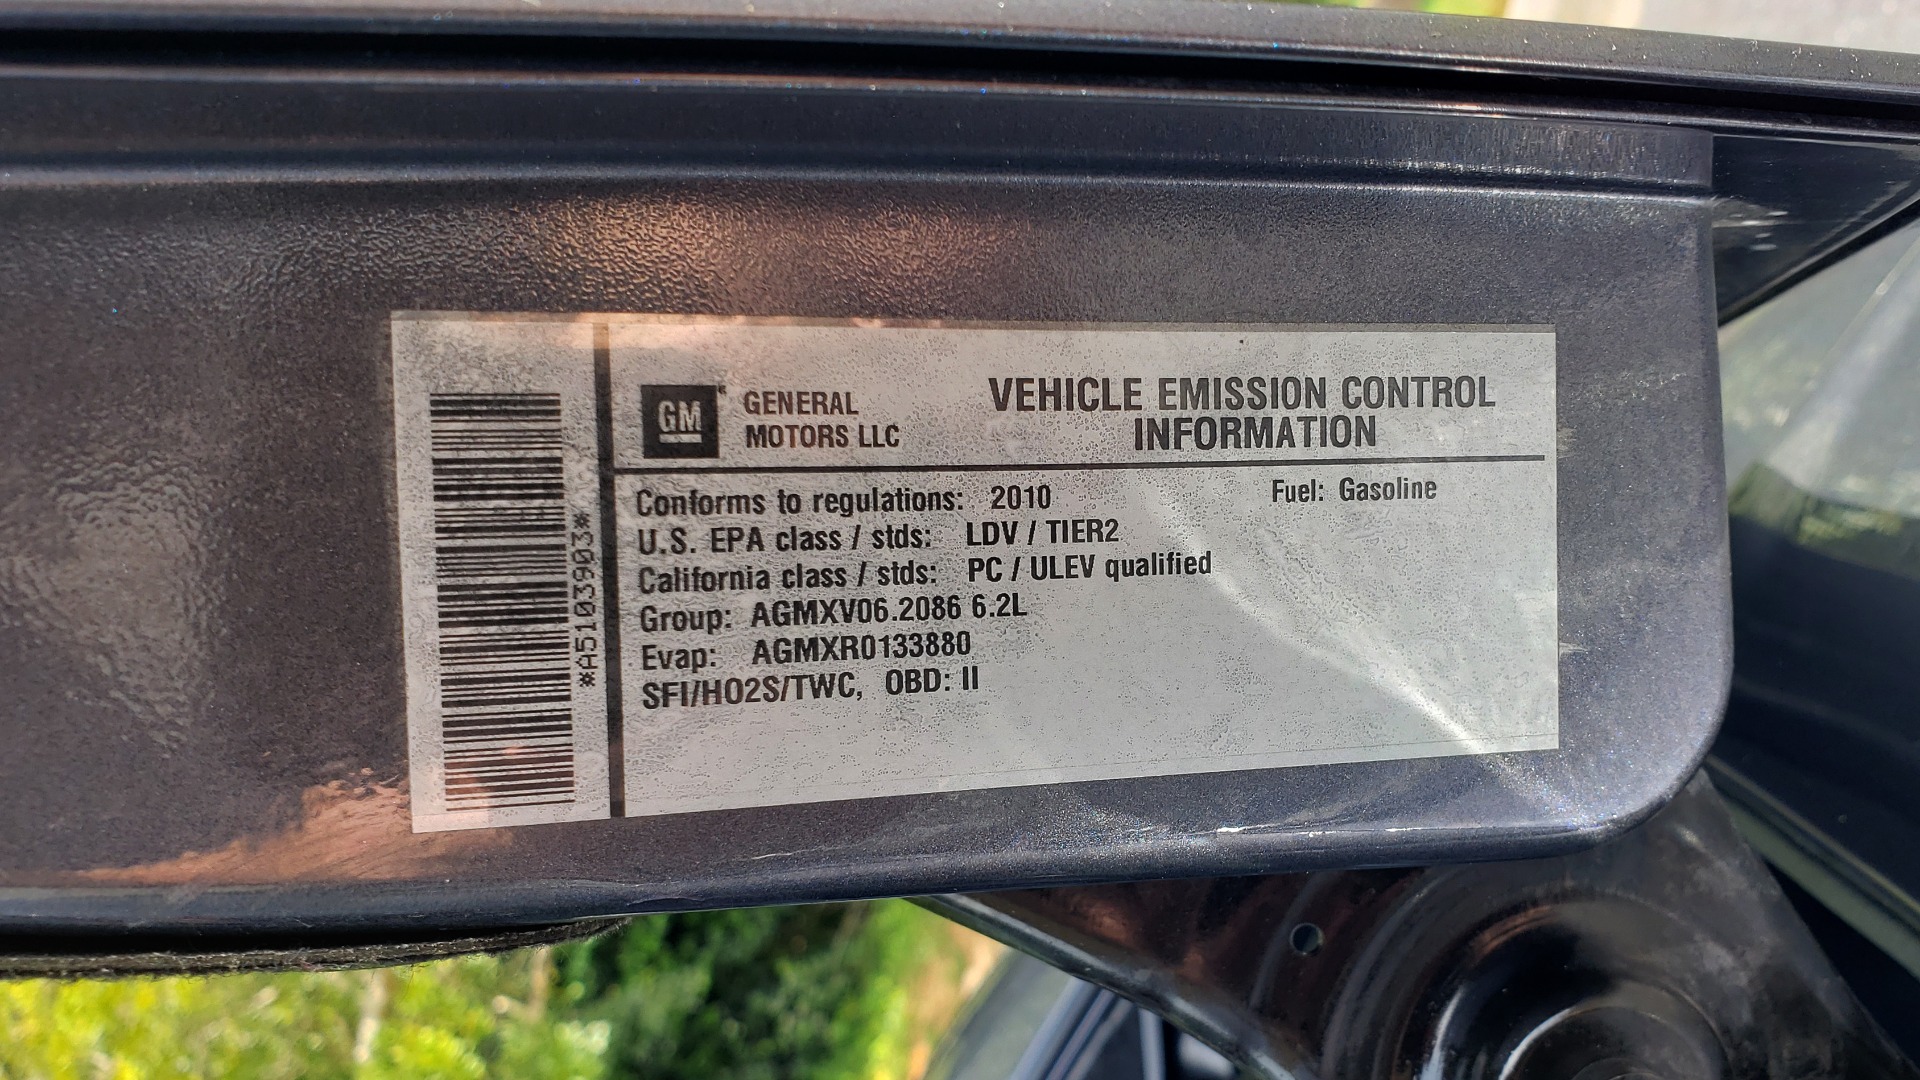 *A5103903*
GM
GENERAL
MOTORS LLC
VEHICLE EMISSION CONTROL
INFORMATION
Conforms to regulations: 2010
Fuel: Gasoline
U.S. EPA class / stds: LDV / TIER2
California class / stds: PC / ULEV qualified
Group: AGMXV06.2086 6.2L
Evap: AGMXR0133880
SFI/HO2S/TWC, OBD: II